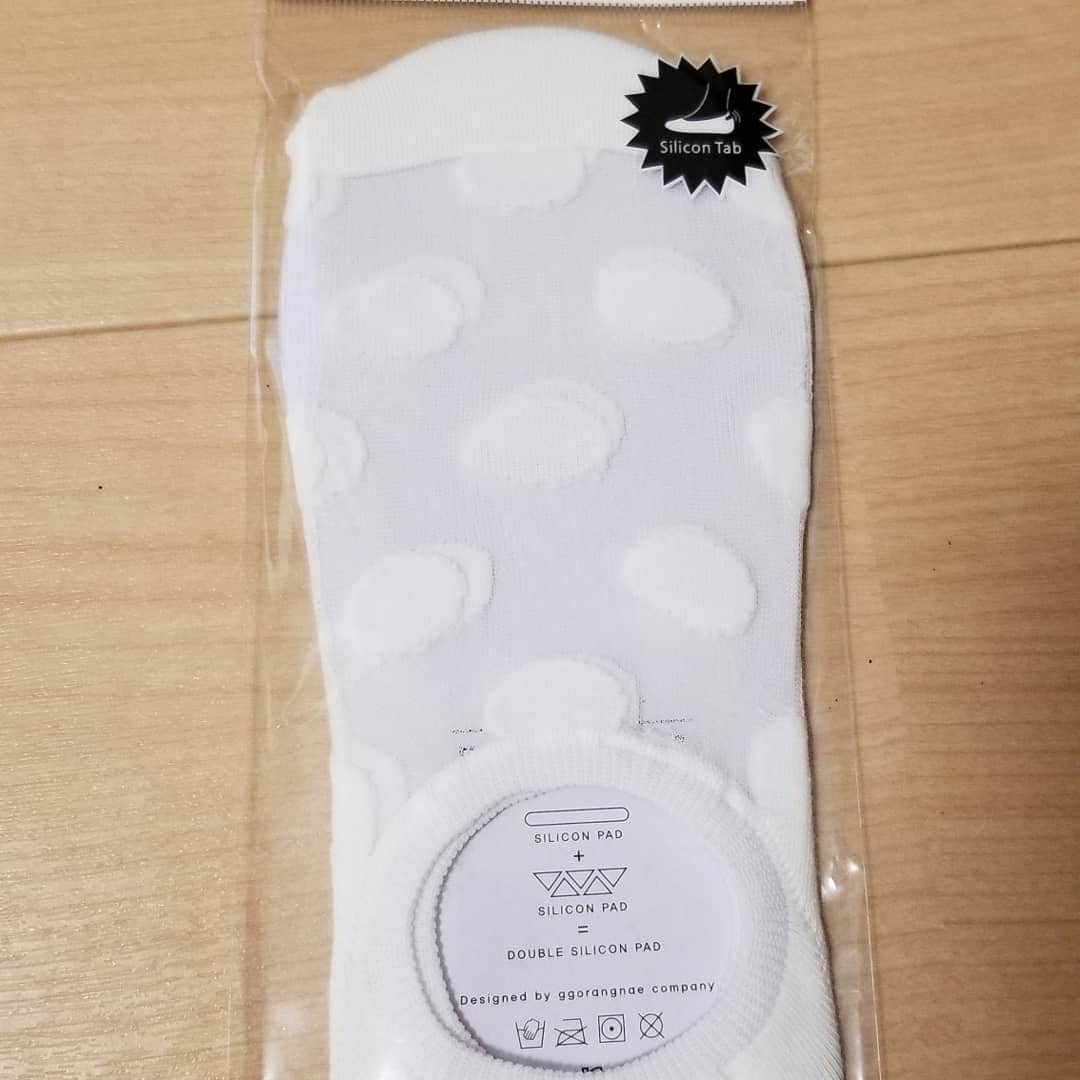 Silicon Tab
SILICON PAD
+
SILICON PAD
=
DOUBLE SILICON PAD
Designed by ggorangnae company